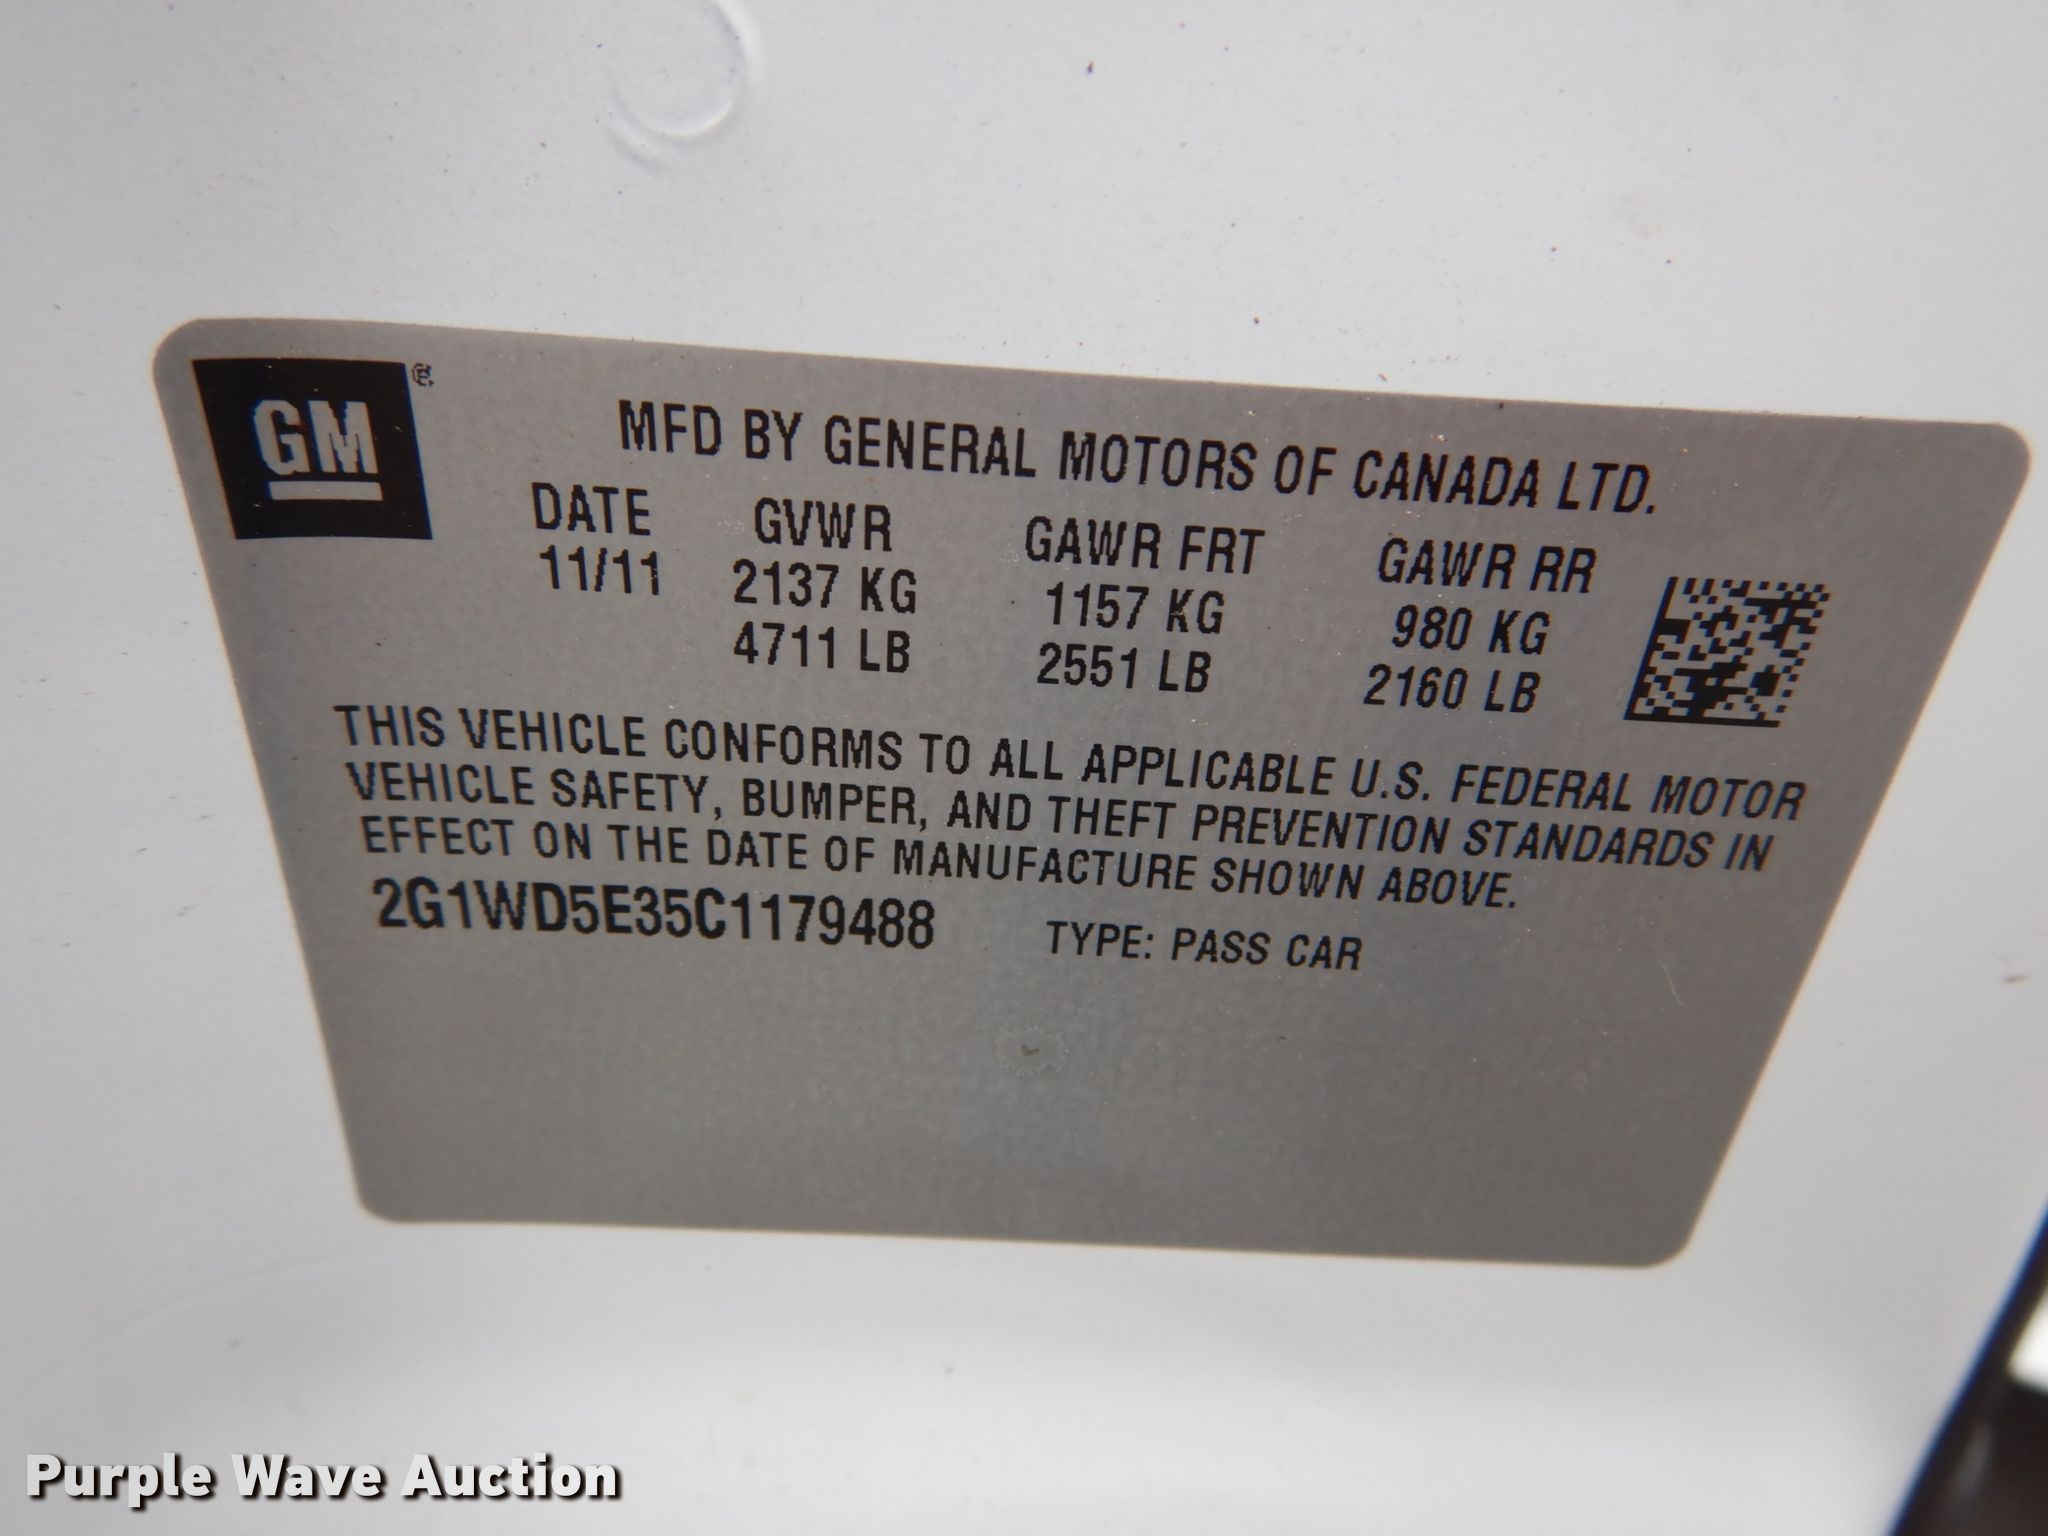 GM®
MFD BY GENERAL MOTORS OF CANADA LTD.
DATE GVWR GAWR FRT GAWR RR
11/11 2137 KG 1157 KG 980 KG
4711 LB 2551 LB 2160 LB
THIS VEHICLE CONFORMS TO ALL APPLICABLE U.S. FEDERAL MOTOR
VEHICLE SAFETY, BUMPER, AND THEFT PREVENTION STANDARDS IN
EFFECT ON THE DATE OF MANUFACTURE SHOWN ABOVE.
2G1WD5E35C1179488 TYPE: PASS CAR
Purple Wave Auction